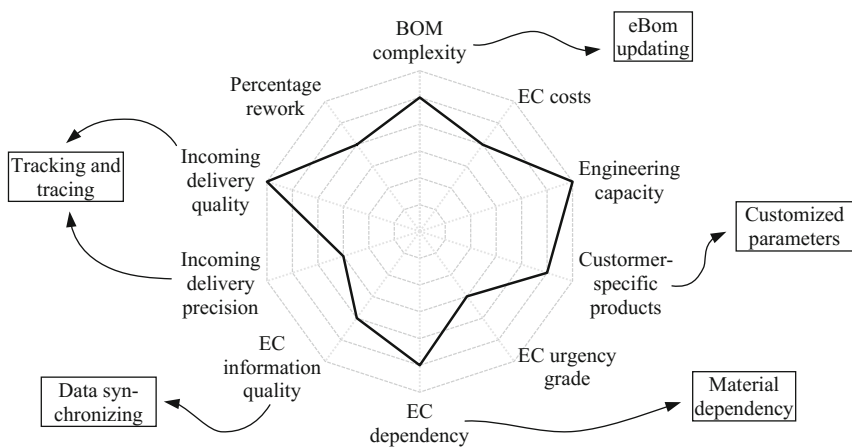 BOM
complexity
eBom
updating
EC costs
Engineering
capacity
Custormer-
specific
products
Customized
parameters
EC urgency
grade
Material
dependency
EC
dependency
EC
information
quality
Data syn-
chronizing
Incoming
delivery
precision
Incoming
delivery
quality
Tracking and
tracing
Percentage
rework